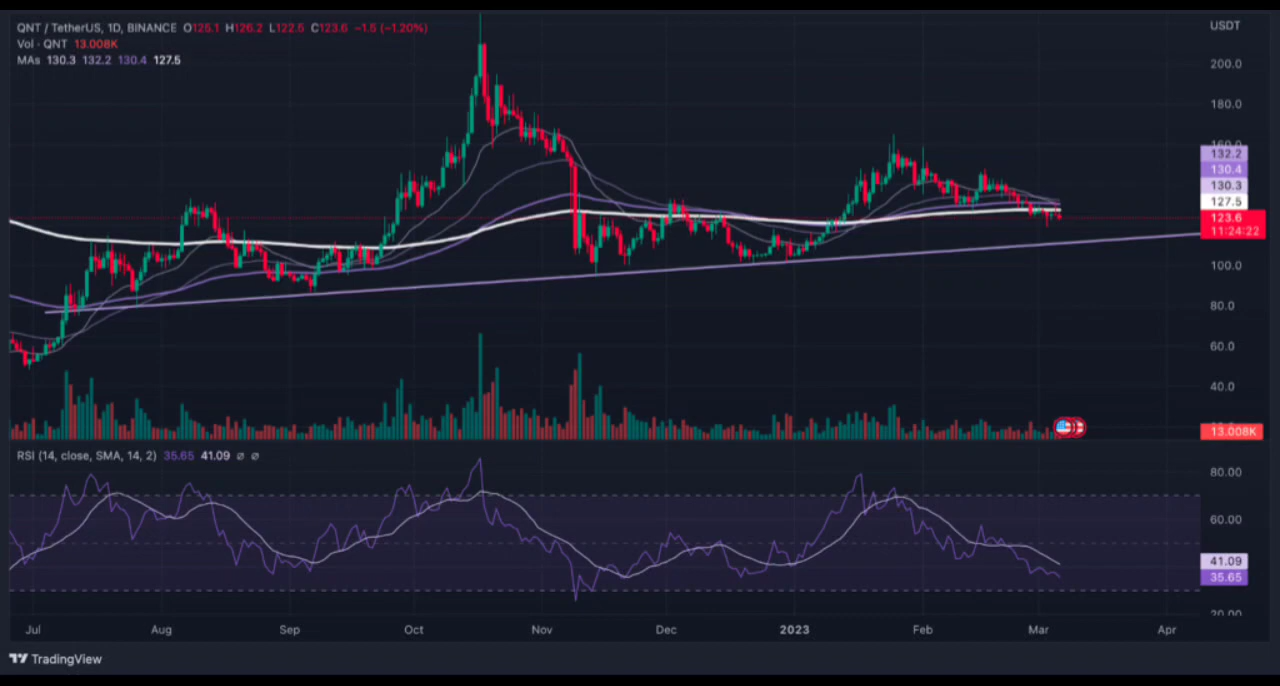 QNT / TetherUS, 1D, BINANCE O125.1 H126.2 L122.5 C123.6 −1.5 (−1.20%)
USDT
Vol · QNT 13.008K
MAs 130.3 132.2 130.4 127.5
200.0
180.0
160.0
132.2
130.4
130.3
127.5
123.6
11:24:22
100.0
80.0
60.0
40.0
13.008K
RSI (14, close, SMA, 14, 2) 35.65 41.09 ∅ ∅
80.00
60.00
41.09
35.65
20.00
Jul Aug Sep Oct Nov Dec 2023 Feb Mar Apr
TradingView